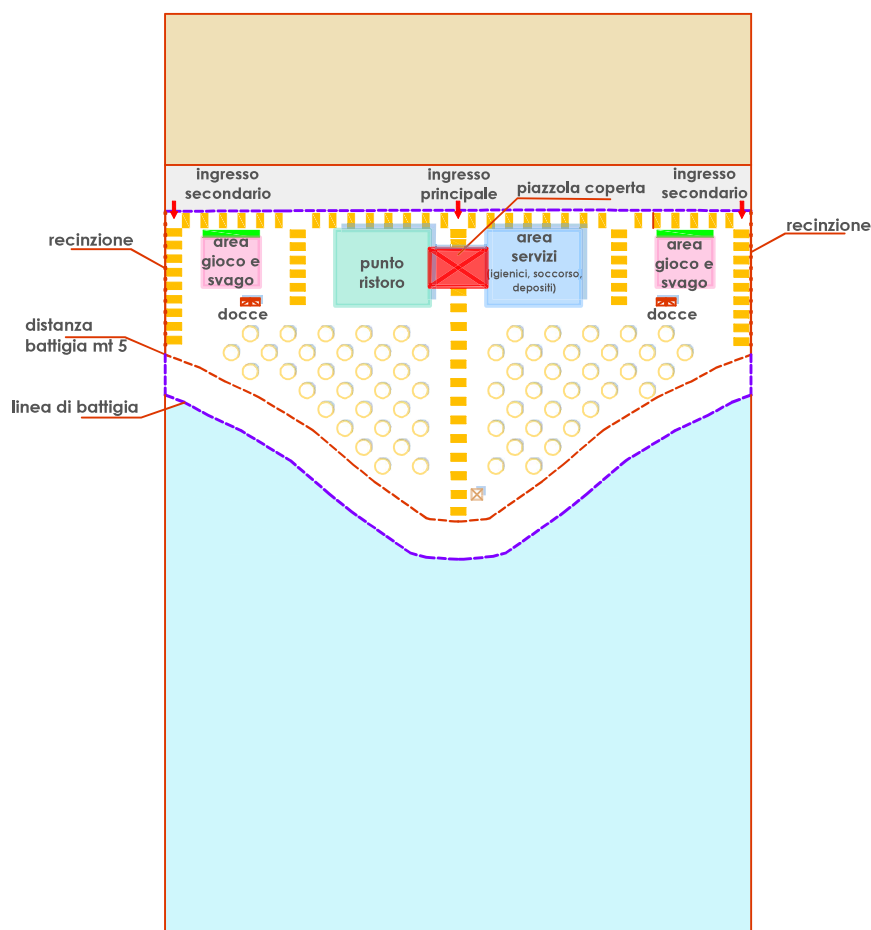 ingresso
secondario
ingresso
principale
piazzola coperta
ingresso
secondario
recinzione
recinzione
area
gioco e
svago
punto
ristoro
area
servizi
(igienici, soccorso,
depositi)
area
gioco e
svago
docce
docce
distanza
battigia mt 5
linea di battigia